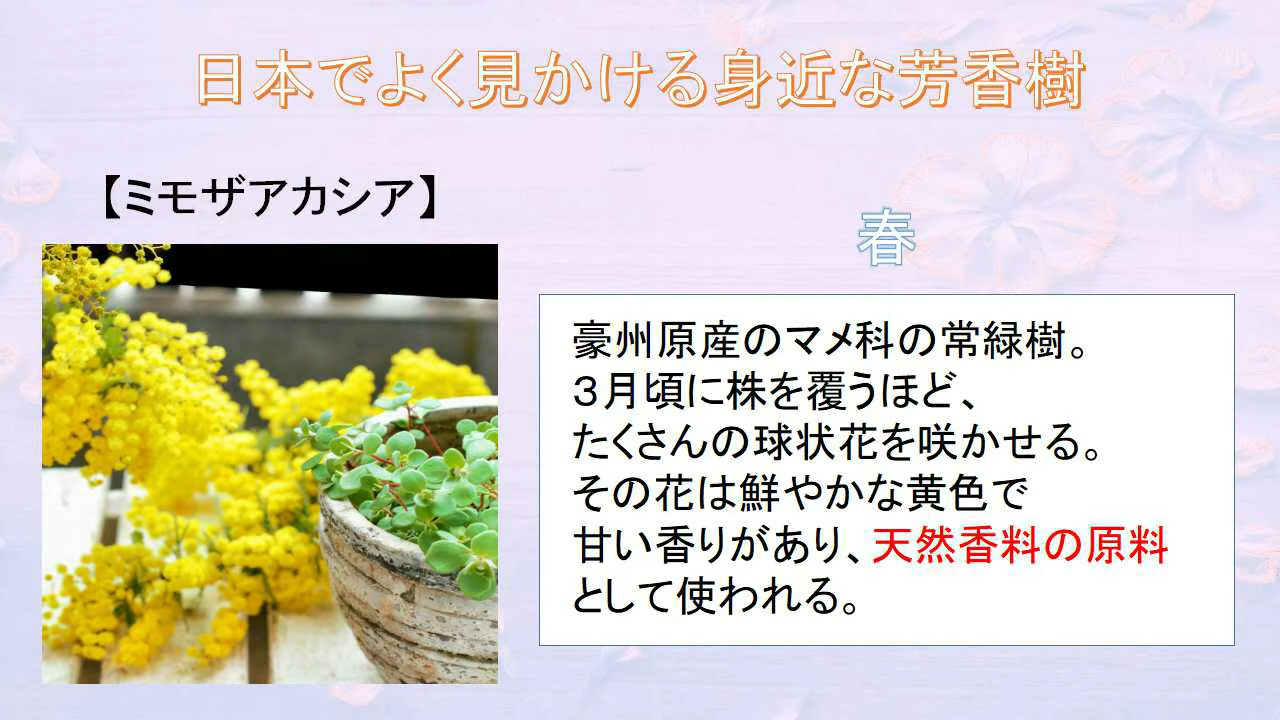 日本でよく見かける身近な芳香樹
【ミモザアカシア】
春
豪州原産のマメ科の常緑樹。
３月頃に株を覆うほど、
たくさんの球状花を咲かせる。
その花は鮮やかな黄色で
甘い香りがあり、天然香料の原料
として使われる。